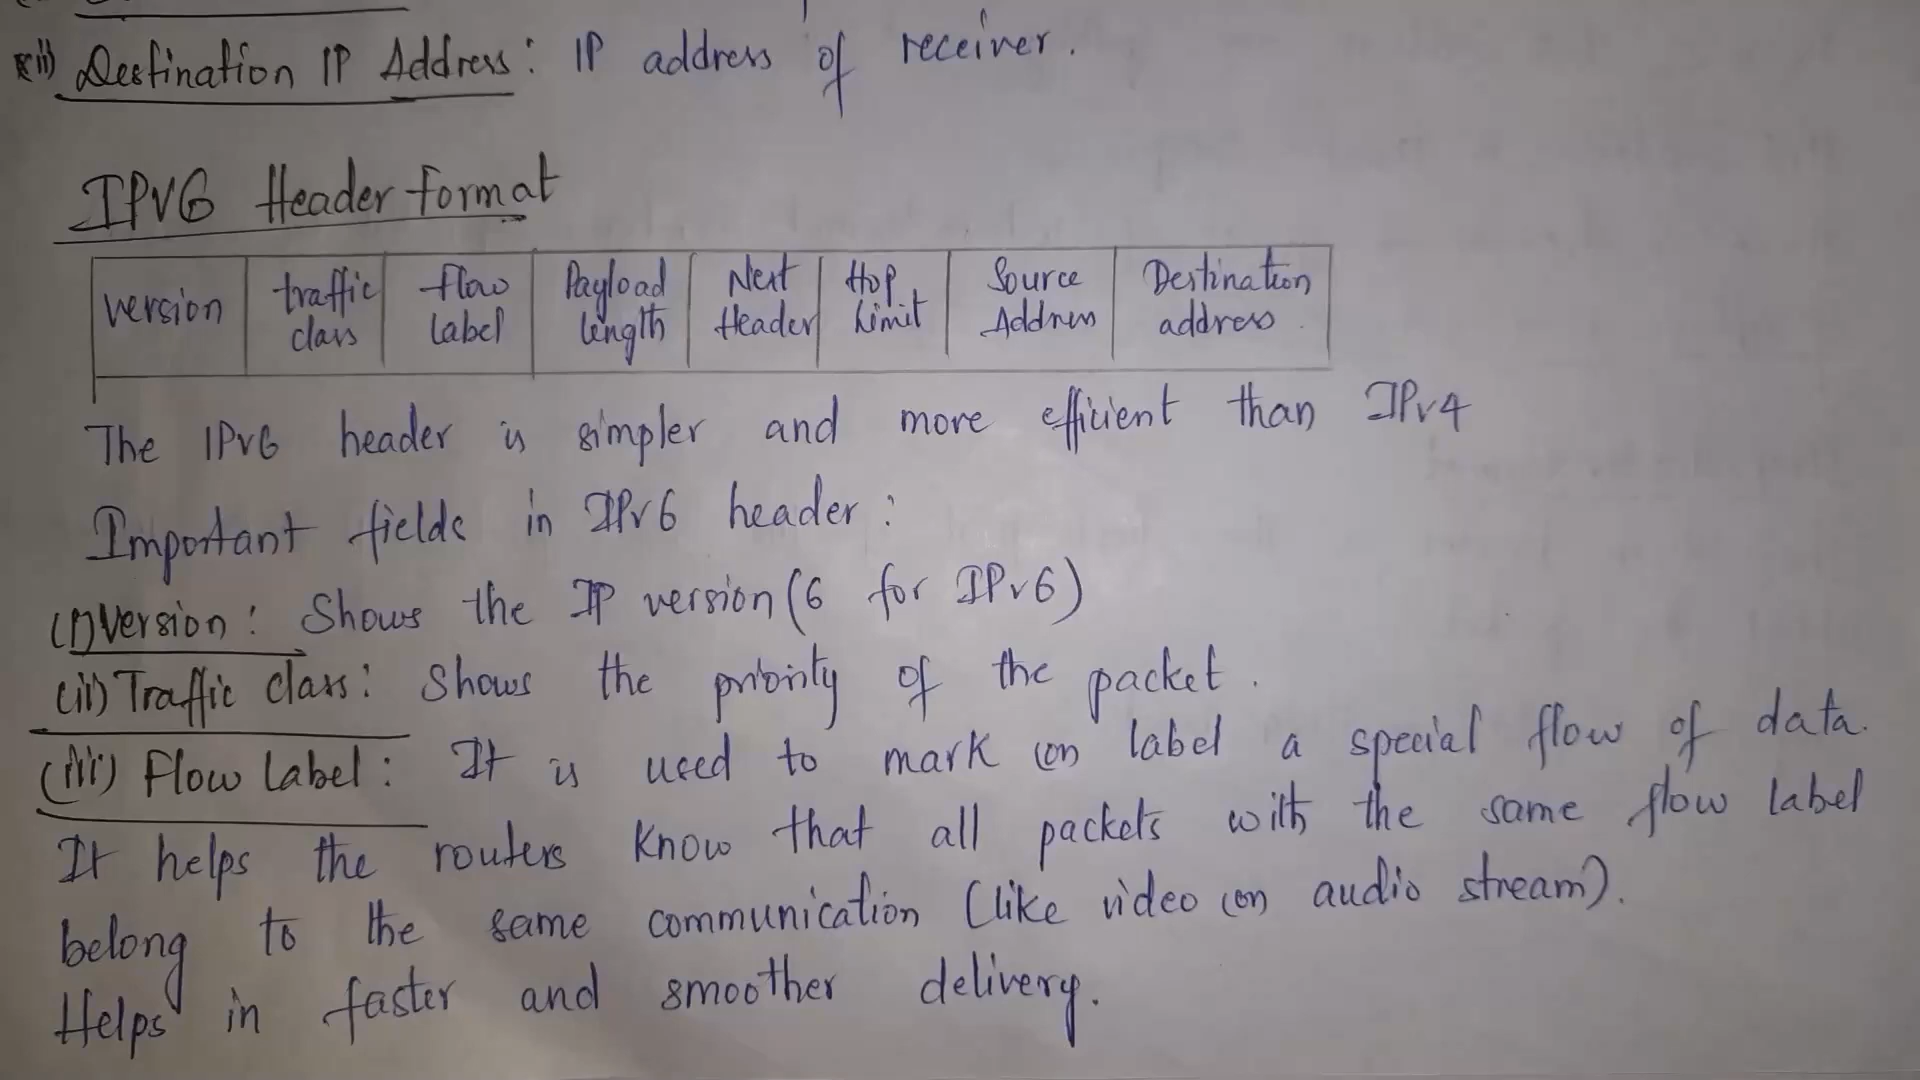 xii) Destination IP Address: IP address of receiver.
IPV6 Header format
version | traffic class | flow label | Payload length | Next Header | Hop Limit | Source Address | Destination address
The IPv6 header is simpler and more efficient than IPv4
Important fields in IPv6 header:
(i) Version: Shows the IP version (6 for IPv6)
(ii) Traffic class: Shows the priority of the packet.
(iii) Flow Label: It is used to mark (or) label a special flow of data.
It helps the routers know that all packets with the same flow label
belong to the same communication (like video (or) audio stream).
Helps in faster and smoother delivery.